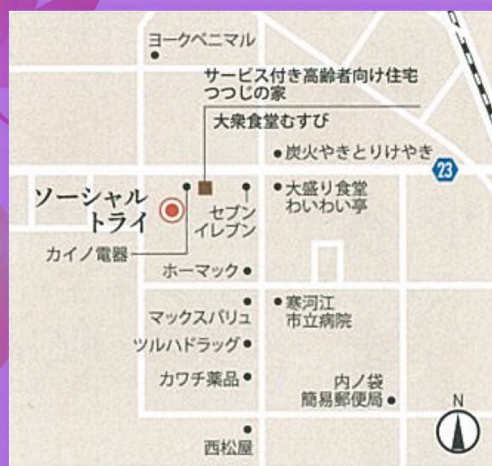 ヨークベニマル
サービス付き高齢者向け住宅
つつじの家
大衆食堂むすび
炭火やきとりけやき
23
ソーシャル
トライ
セブン
イレブン
大盛り食堂
わいわい亭
カイノ電器
ホーマック
マックスバリュ
寒河江
市立病院
ツルハドラッグ
カワチ薬品
内ノ袋
簡易郵便局
西松屋
N